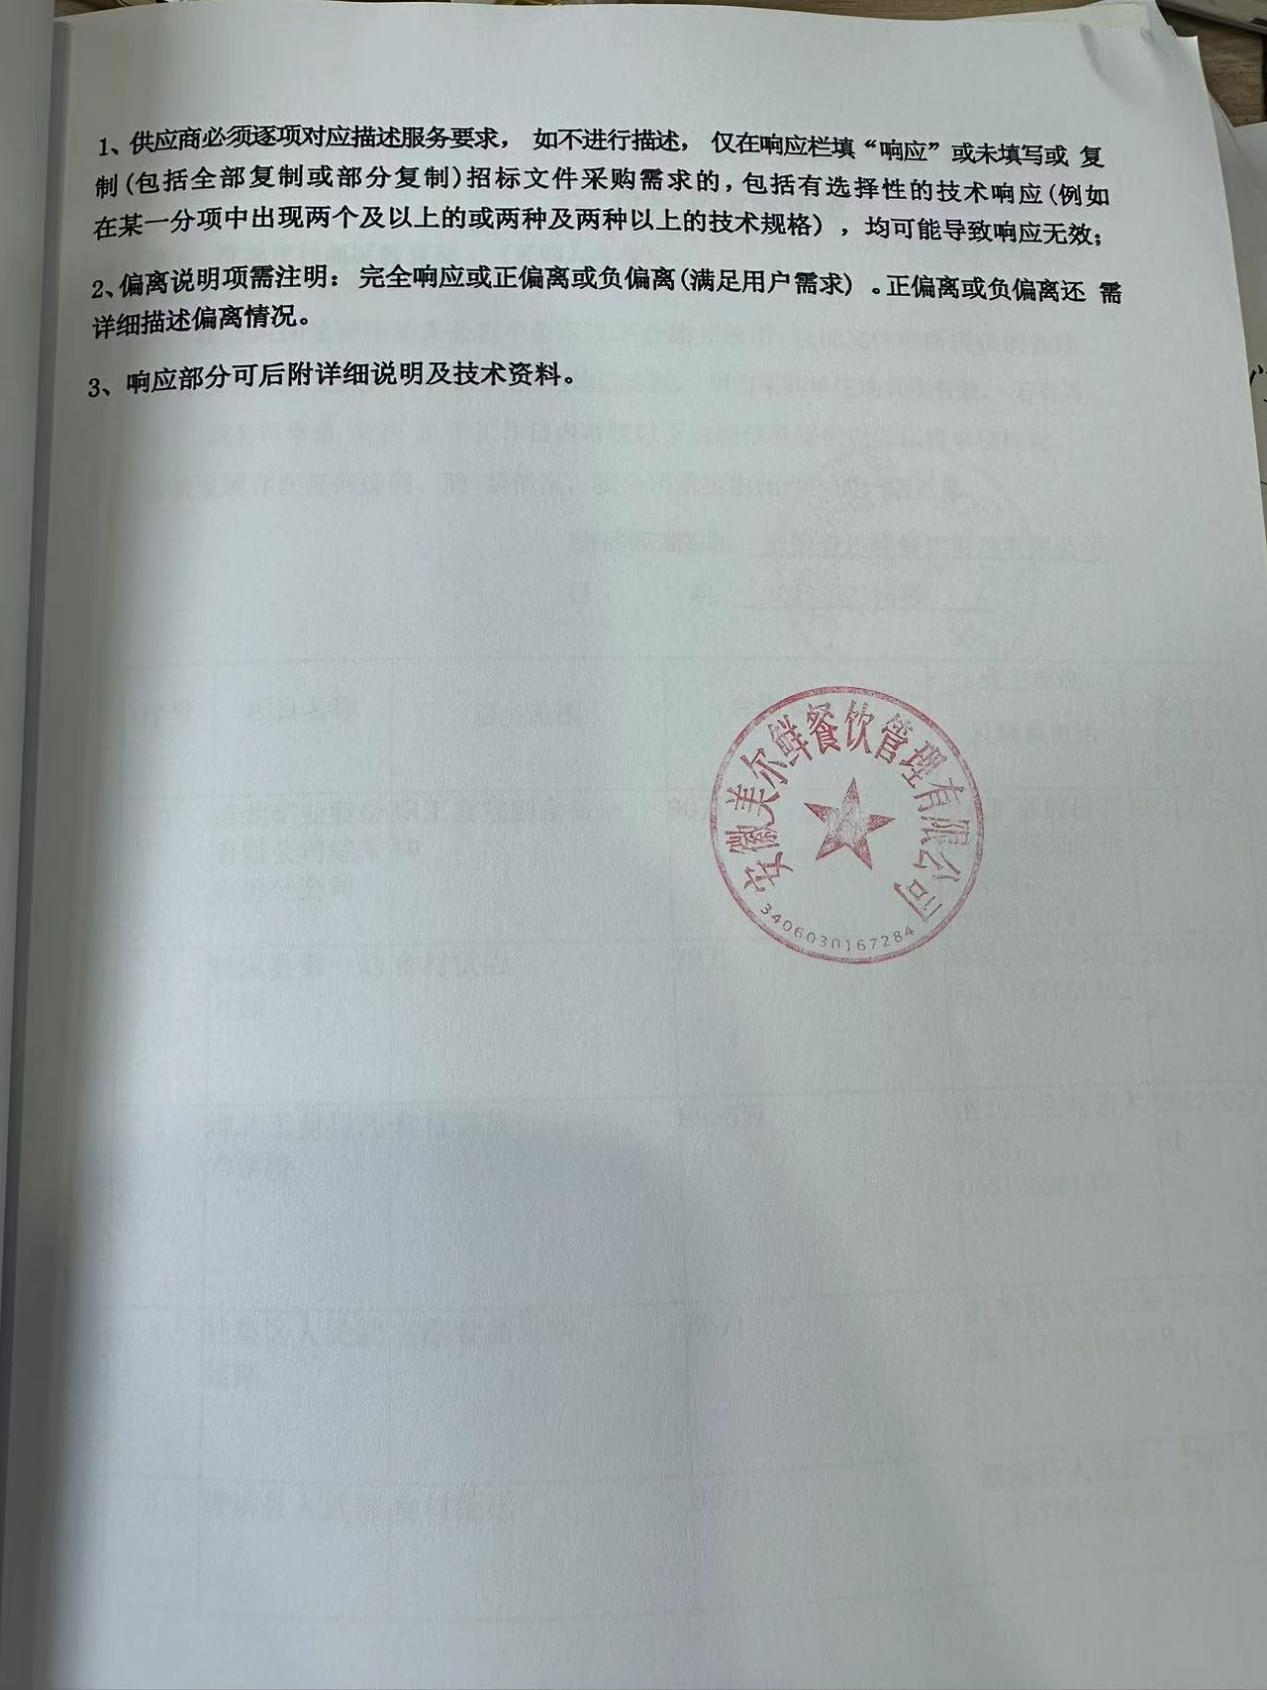 1、供应商必须逐项对应描述服务要求， 如不进行描述， 仅在响应栏填“响应”或未填写或 复
制(包括全部复制或部分复制)招标文件采购需求的，包括有选择性的技术响应(例如
在某一分项中出现两个及以上的或两种及两种以上的技术规格)，均可能导致响应无效；
2、偏离说明项需注明： 完全响应或正偏离或负偏离(满足用户需求) 。正偏离或负偏离还 需
详细描述偏离情况。
3、响应部分可后附详细说明及技术资料。
安徽美尔鲜餐饮管理有限公司
3406030167284